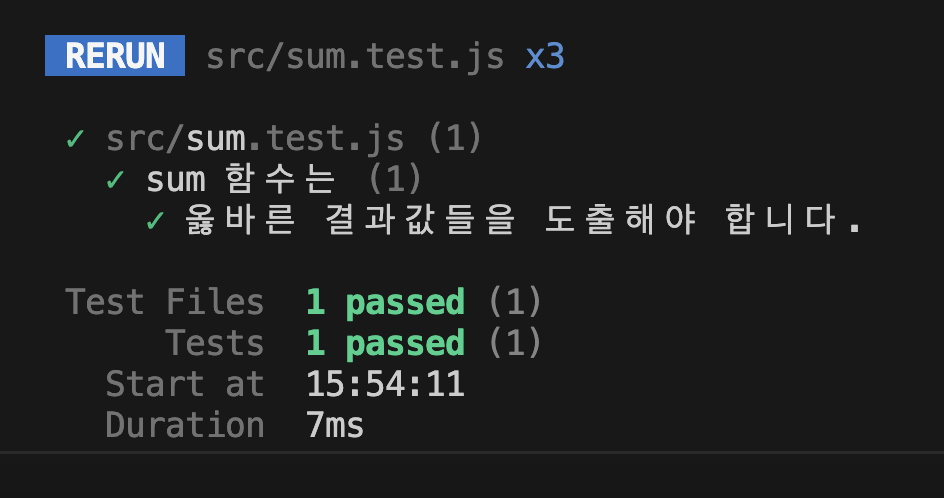 RERUN src/sum.test.js x3
✓ src/sum.test.js (1)
✓ sum 함수는 (1)
✓ 옳바른 결과값들을 도출해야 합니다.
Test Files 1 passed (1)
Tests 1 passed (1)
Start at 15:54:11
Duration 7ms